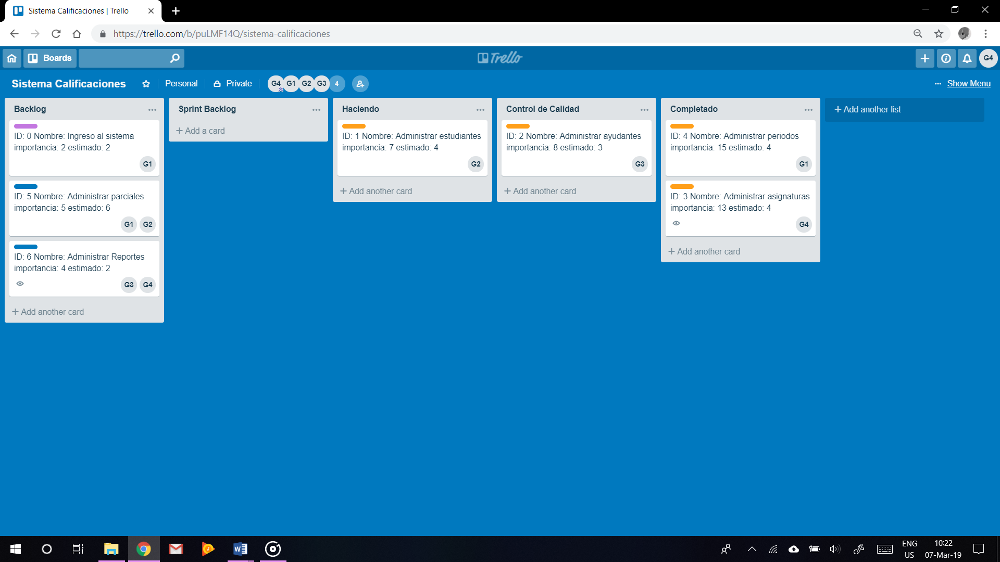 Sistema Calificaciones | Trello
https://trello.com/b/puLMF14Q/sistema-calificaciones
Boards
Trello
G4
Sistema Calificaciones
Personal
Private
G4 G1 G2 G3 4
... Show Menu
Backlog
ID: 0 Nombre: Ingreso al sistema
importancia: 2 estimado: 2
G1
ID: 5 Nombre: Administrar parciales
importancia: 5 estimado: 6
G1 G2
ID: 6 Nombre: Administrar Reportes
importancia: 4 estimado: 2
G3 G4
+ Add another card
Sprint Backlog
+ Add a card
Haciendo
ID: 1 Nombre: Administrar estudiantes
importancia: 7 estimado: 4
G2
+ Add another card
Control de Calidad
ID: 2 Nombre: Administrar ayudantes
importancia: 8 estimado: 3
G3
+ Add another card
Completado
ID: 4 Nombre: Administrar periodos
importancia: 15 estimado: 4
G1
ID: 3 Nombre: Administrar asignaturas
importancia: 13 estimado: 4
G4
+ Add another card
+ Add another list
W
ENG
US
10:22
07-Mar-19